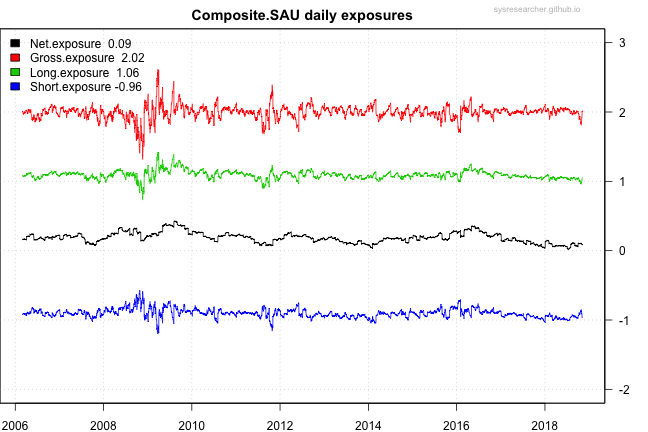 Composite.SAU daily exposures
sysresearcher.github.io
Net.exposure 0.09
Gross.exposure 2.02
Long.exposure 1.06
Short.exposure -0.96
3
2
1
0
-1
-2
2006 2008 2010 2012 2014 2016 2018